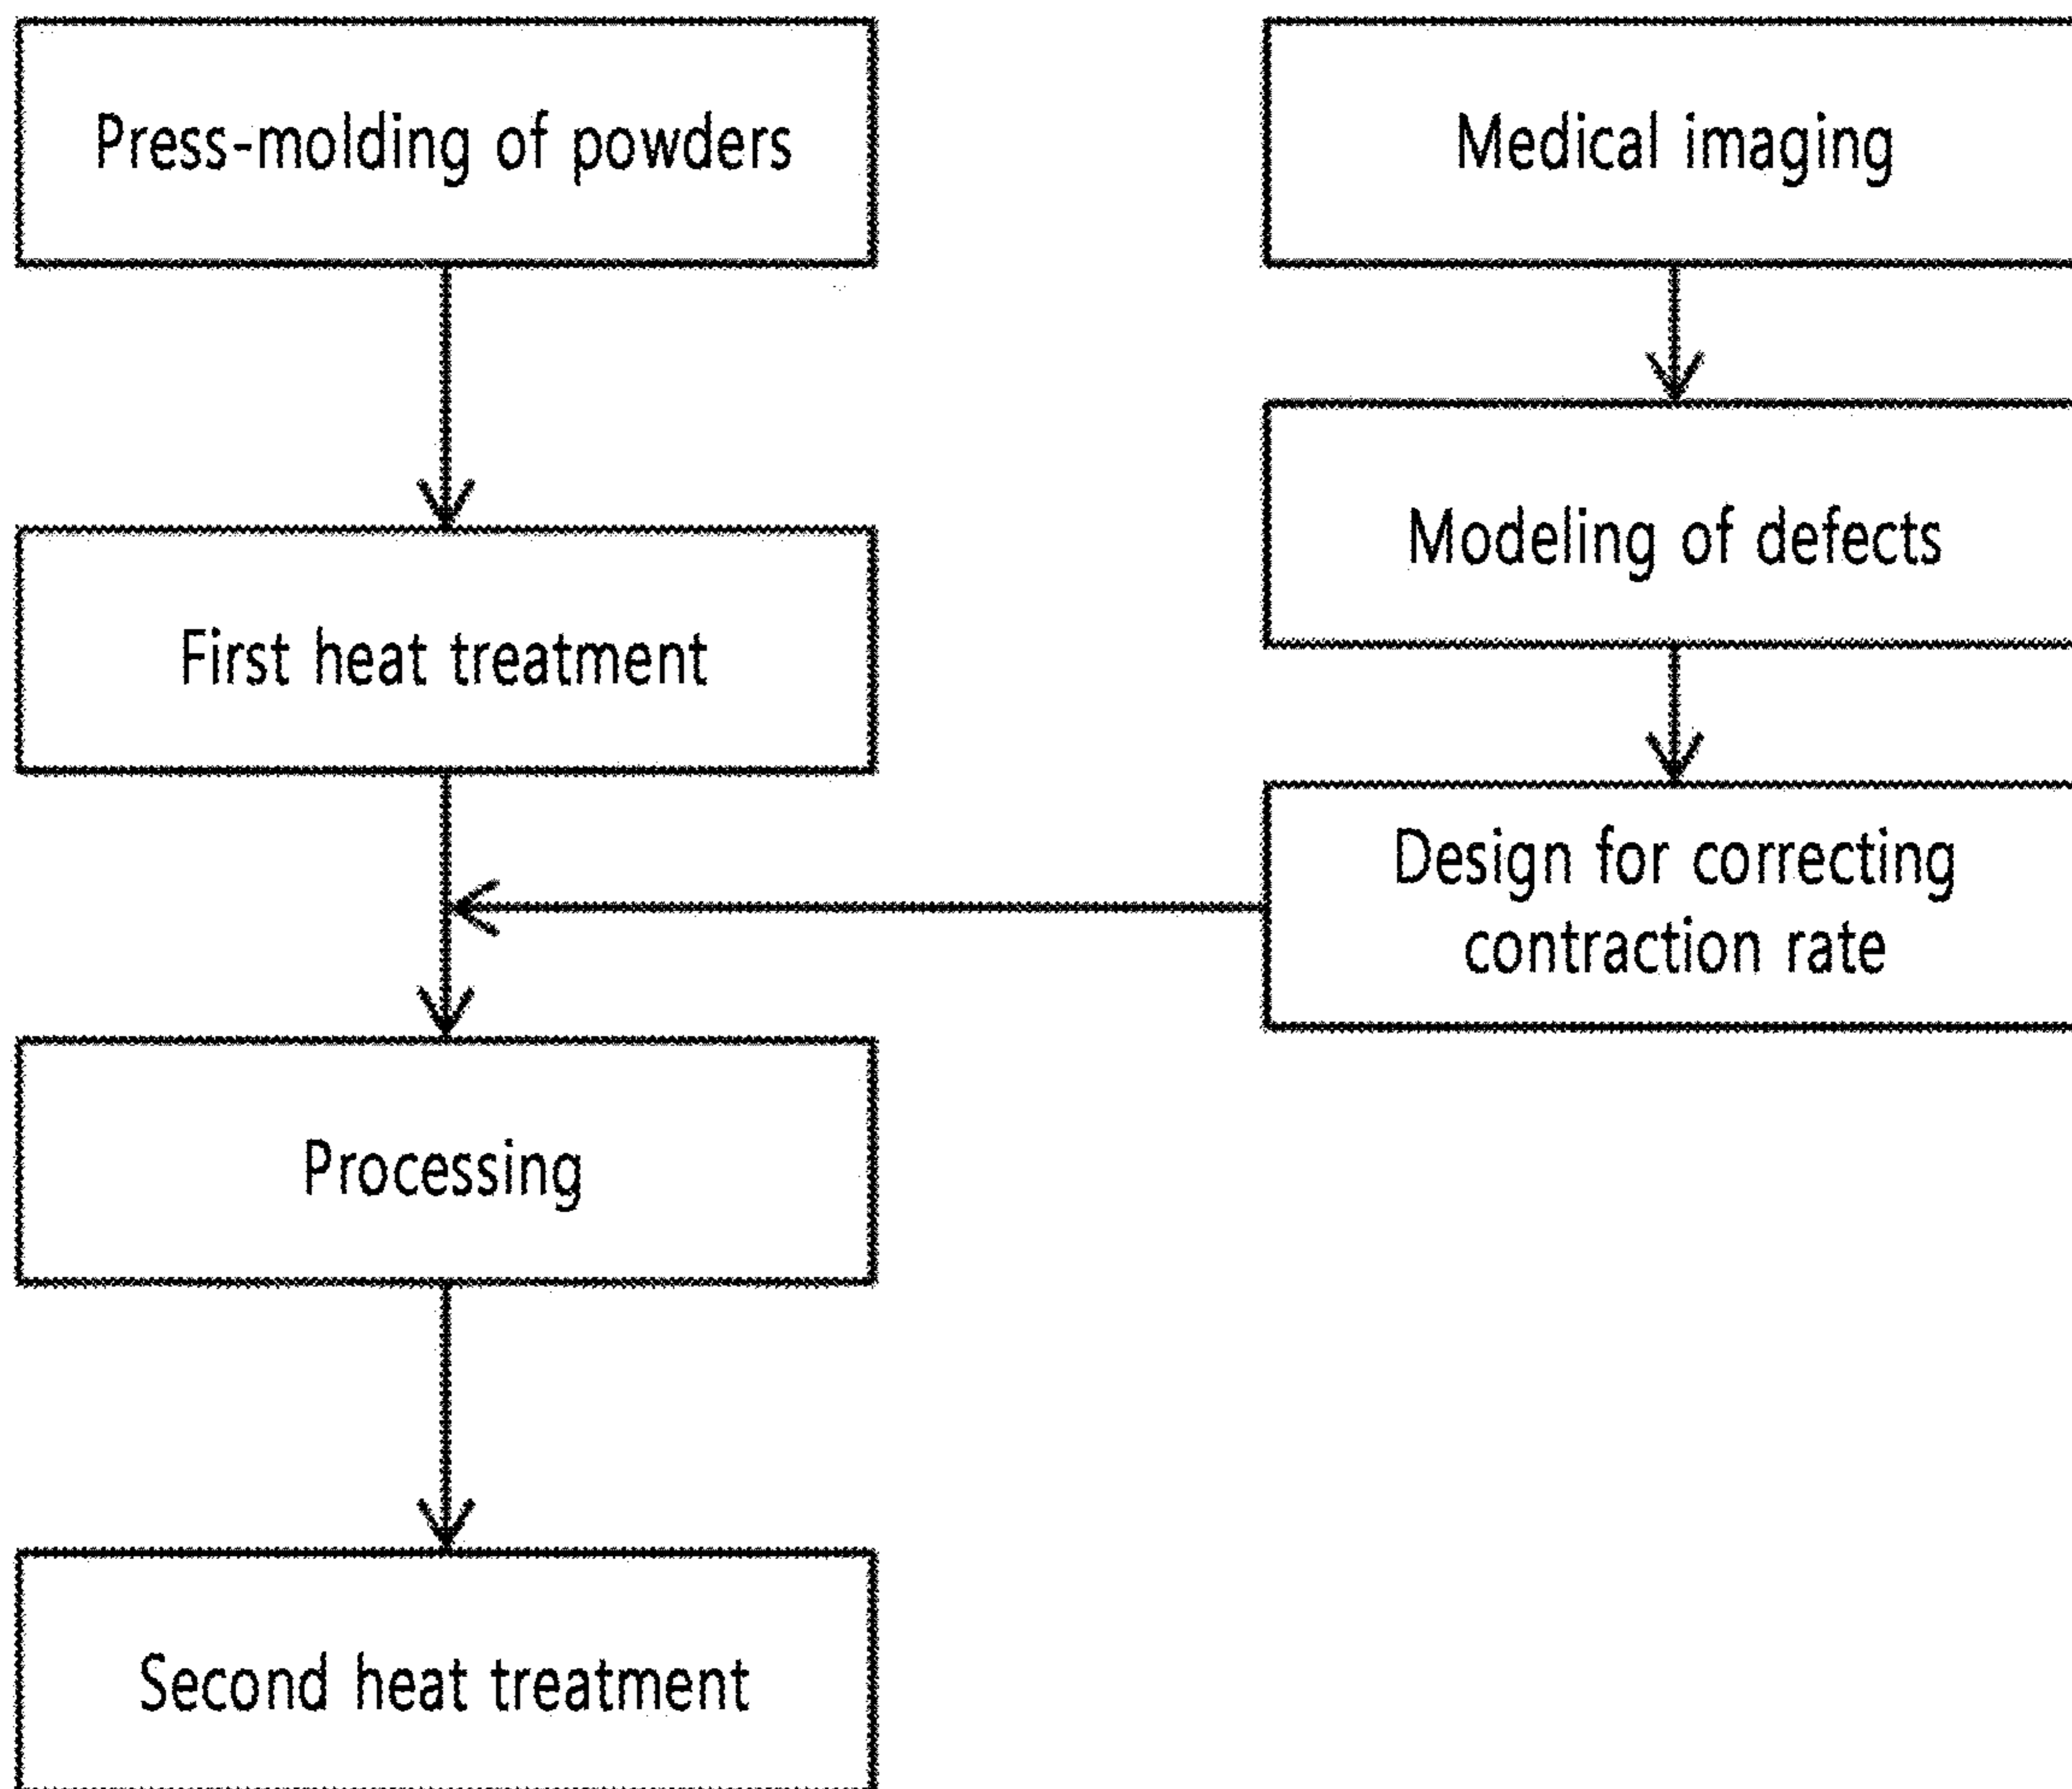 Press-molding of powders
First heat treatment
Processing
Second heat treatment
Medical imaging
Modeling of defects
Design for correcting
contraction rate